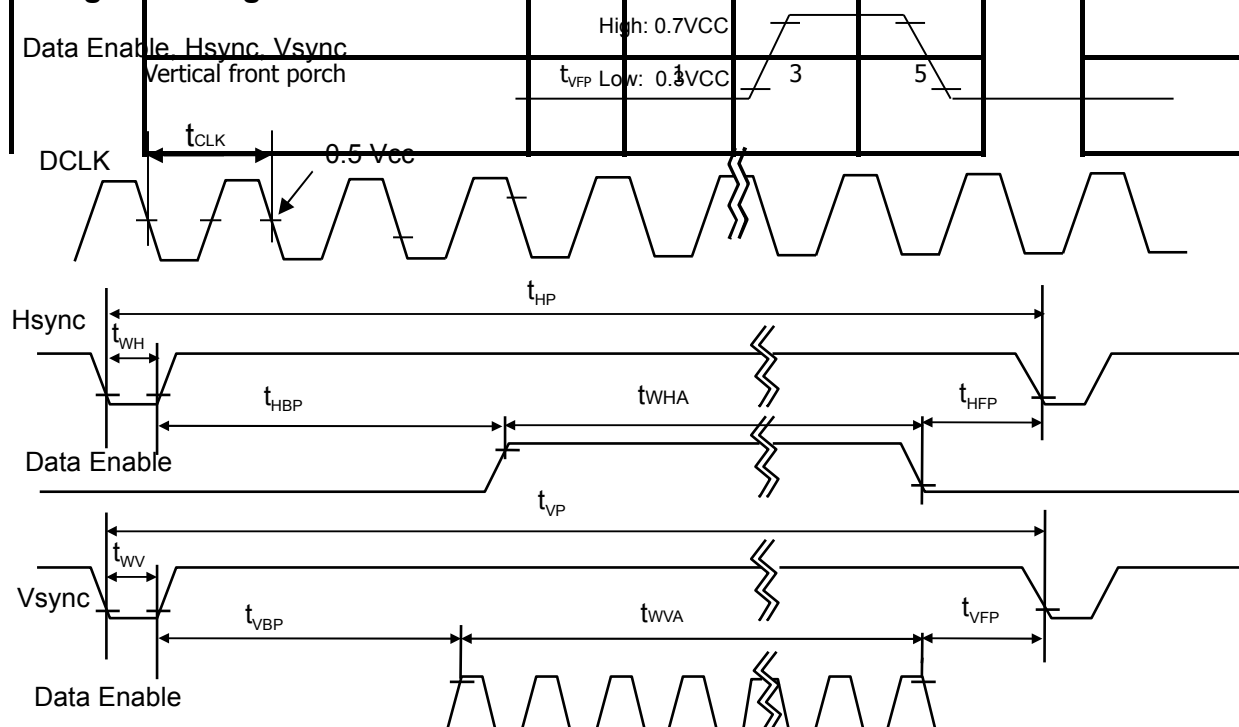 High: 0.7VCC
Data Enable, Hsync, Vsync
Vertical front porch tVFP 1 3 5
Low: 0.3VCC
tCLK
0.5 Vcc
DCLK
tHP
Hsync
tWH
tHBP tWHA tHFP
Data Enable
tVP
tWV
Vsync
tVBP tWVA tVFP
Data Enable